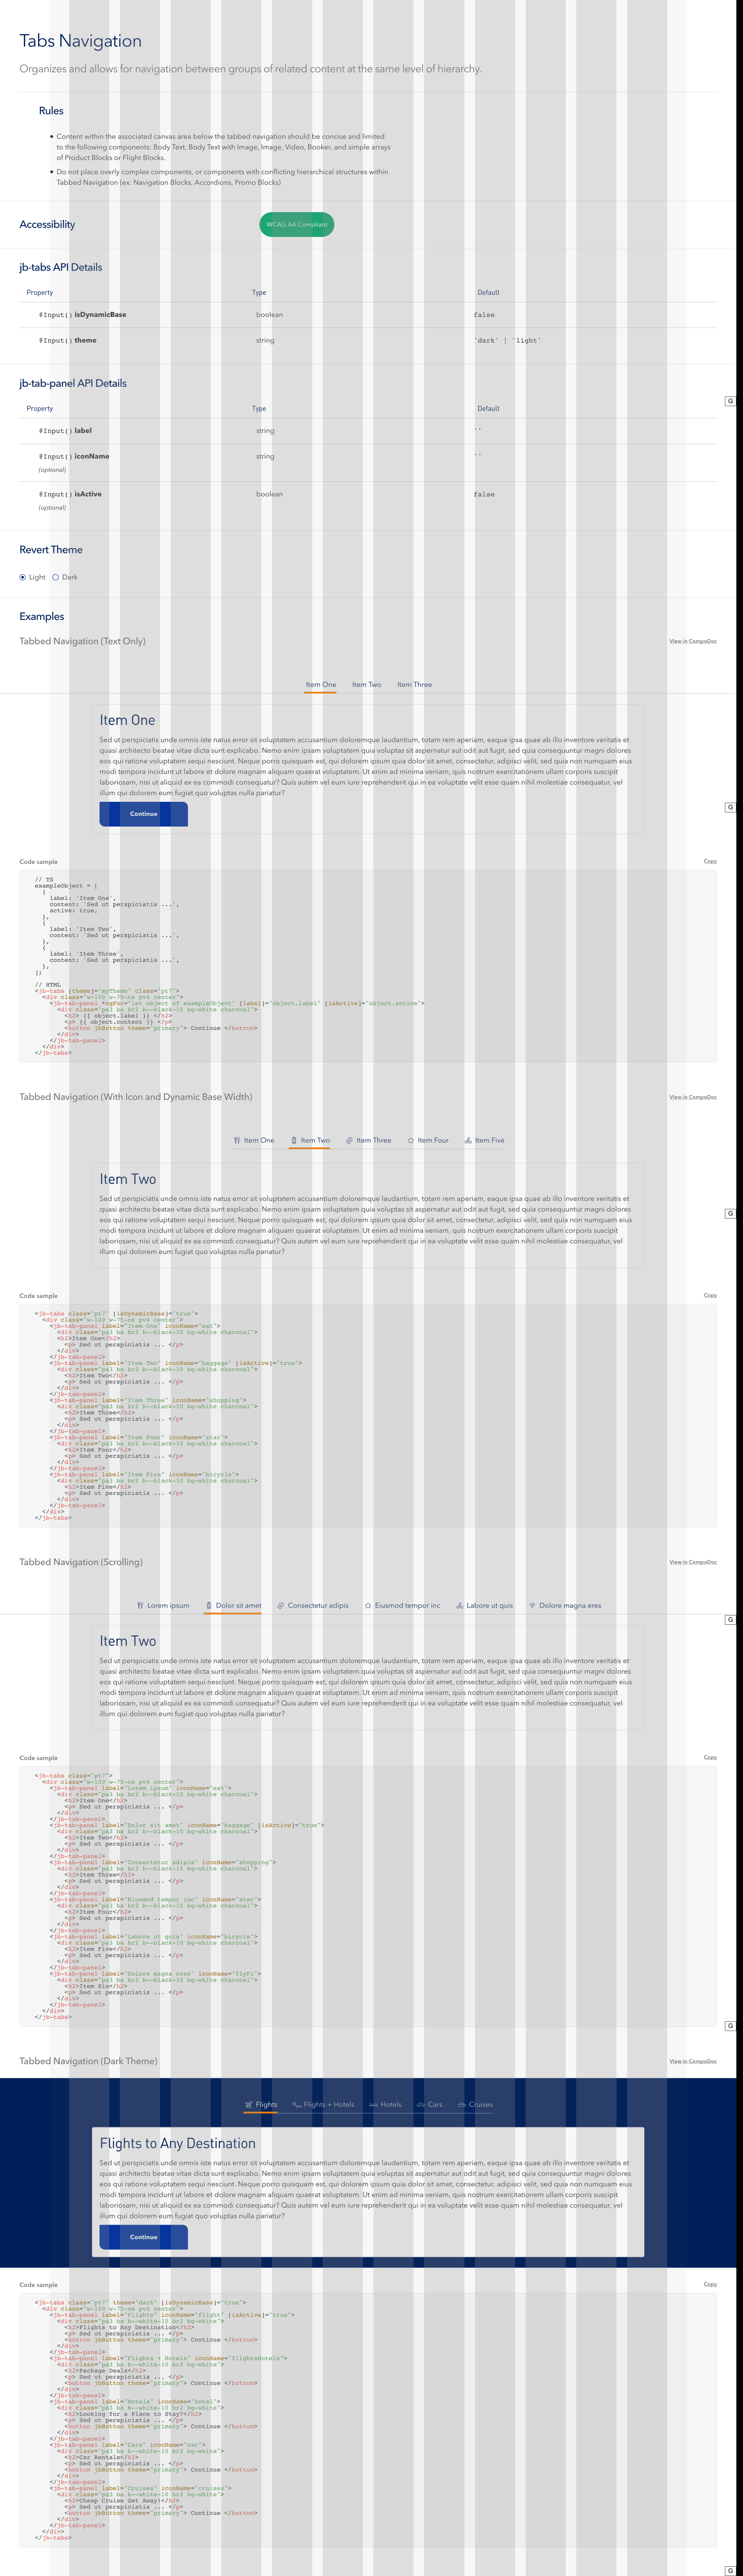 Tabs Navigation
Organizes and allows for navigation between groups of related content at the same level of hierarchy.
Rules
• Content within the associated canvas area below the tabbed navigation should be concise and limited
to the following components: Body Text, Body Text with Image, Image, Video, Booker, and simple arrays
of Product Blocks or Flight Blocks.
• Do not place overly complex components, or components with conflicting hierarchical structures within
Tabbed Navigation (ex: Navigation Blocks, Accordions, Promo Blocks)
Accessibility WCAG AA Compliant
jb-tabs API Details
Property Type Default
@Input() isDynamicBase boolean false
@Input() theme string 'dark' | 'light'
jb-tab-panel API Details
G
Property Type Default
@Input() label string ''
@Input() iconName string ''
(optional)
@Input() isActive boolean false
(optional)
Revert Theme
Light Dark
Examples
Tabbed Navigation (Text Only) View in CompoDoc
Item One Item Two Item Three
Item One
Sed ut perspiciatis unde omnis iste natus error sit voluptatem accusantium doloremque laudantium, totam rem aperiam, eaque ipsa quae ab illo inventore veritatis et
quasi architecto beatae vitae dicta sunt explicabo. Nemo enim ipsam voluptatem quia voluptas sit aspernatur aut odit aut fugit, sed quia consequuntur magni dolores
eos qui ratione voluptatem sequi nesciunt. Neque porro quisquam est, qui dolorem ipsum quia dolor sit amet, consectetur, adipisci velit, sed quia non numquam eius
modi tempora incidunt ut labore et dolore magnam aliquam quaerat voluptatem. Ut enim ad minima veniam, quis nostrum exercitationem ullam corporis suscipit
laboriosam, nisi ut aliquid ex ea commodi consequatur? Quis autem vel eum iure reprehenderit qui in ea voluptate velit esse quam nihil molestiae consequatur, vel
illum qui dolorem eum fugiat quo voluptas nulla pariatur?
G
Continue
Code sample Copy
// TS
exampleObject = [
{
label: 'Item One',
content: 'Sed ut perspiciatis ...',
active: true,
},
{
label: 'Item Two',
content: 'Sed ut perspiciatis ...',
},
{
label: 'Item Three',
content: 'Sed ut perspiciatis ...',
},
];
// HTML
<jb-tabs [theme]="myTheme" class="pt7">
<div class="w-100 w-75-ns pv4 center">
<jb-tab-panel *ngFor="let object of exampleObject" [label]="object.label" [isActive]="object.active">
<div class="pa3 ba br2 b--black-10 bg-white charcoal">
<h2> {{ object.label }} </h2>
<p> {{ object.content }} </p>
<button jbButton theme="primary"> Continue </button>
</div>
</jb-tab-panel>
</div>
</jb-tabs>
Tabbed Navigation (With Icon and Dynamic Base Width) View in CompoDoc
Item One Item Two Item Three Item Four Item Five
Item Two
Sed ut perspiciatis unde omnis iste natus error sit voluptatem accusantium doloremque laudantium, totam rem aperiam, eaque ipsa quae ab illo inventore veritatis et
quasi architecto beatae vitae dicta sunt explicabo. Nemo enim ipsam voluptatem quia voluptas sit aspernatur aut odit aut fugit, sed quia consequuntur magni dolores
eos qui ratione voluptatem sequi nesciunt. Neque porro quisquam est, qui dolorem ipsum quia dolor sit amet, consectetur, adipisci velit, sed quia non numquam eius
modi tempora incidunt ut labore et dolore magnam aliquam quaerat voluptatem. Ut enim ad minima veniam, quis nostrum exercitationem ullam corporis suscipit
laboriosam, nisi ut aliquid ex ea commodi consequatur? Quis autem vel eum iure reprehenderit qui in ea voluptate velit esse quam nihil molestiae consequatur, vel
illum qui dolorem eum fugiat quo voluptas nulla pariatur?
G
Code sample Copy
<jb-tabs class="pt7" [isDynamicBase]="true">
<div class="w-100 w-75-ns pv4 center">
<jb-tab-panel label="Item One" iconName="eat">
<div class="pa3 ba br2 b--black-10 bg-white charcoal">
<h2>Item One</h2>
<p> Sed ut perspiciatis ... </p>
</div>
</jb-tab-panel>
<jb-tab-panel label="Item Two" iconName="baggage" [isActive]="true">
<div class="pa3 ba br2 b--black-10 bg-white charcoal">
<h2>Item Two</h2>
<p> Sed ut perspiciatis ... </p>
</div>
</jb-tab-panel>
<jb-tab-panel label="Item Three" iconName="shopping">
<div class="pa3 ba br2 b--black-10 bg-white charcoal">
<h2>Item Three</h2>
<p> Sed ut perspiciatis ... </p>
</div>
</jb-tab-panel>
<jb-tab-panel label="Item Four" iconName="star">
<div class="pa3 ba br2 b--black-10 bg-white charcoal">
<h2>Item Four</h2>
<p> Sed ut perspiciatis ... </p>
</div>
</jb-tab-panel>
<jb-tab-panel label="Item Five" iconName="bicycle">
<div class="pa3 ba br2 b--black-10 bg-white charcoal">
<h2>Item Five</h2>
<p> Sed ut perspiciatis ... </p>
</div>
</jb-tab-panel>
</div>
</jb-tabs>
Tabbed Navigation (Scrolling) View in CompoDoc
Lorem ipsum Dolor sit amet Consectetur adipis Eiusmod tempor inc Labore ut quis Dolore magna eres
G
Item Two
Sed ut perspiciatis unde omnis iste natus error sit voluptatem accusantium doloremque laudantium, totam rem aperiam, eaque ipsa quae ab illo inventore veritatis et
quasi architecto beatae vitae dicta sunt explicabo. Nemo enim ipsam voluptatem quia voluptas sit aspernatur aut odit aut fugit, sed quia consequuntur magni dolores
eos qui ratione voluptatem sequi nesciunt. Neque porro quisquam est, qui dolorem ipsum quia dolor sit amet, consectetur, adipisci velit, sed quia non numquam eius
modi tempora incidunt ut labore et dolore magnam aliquam quaerat voluptatem. Ut enim ad minima veniam, quis nostrum exercitationem ullam corporis suscipit
laboriosam, nisi ut aliquid ex ea commodi consequatur? Quis autem vel eum iure reprehenderit qui in ea voluptate velit esse quam nihil molestiae consequatur, vel
illum qui dolorem eum fugiat quo voluptas nulla pariatur?
Code sample Copy
<jb-tabs class="pt7">
<div class="w-100 w-75-ns pv4 center">
<jb-tab-panel label="Lorem ipsum" iconName="eat">
<div class="pa3 ba br2 b--black-10 bg-white charcoal">
<h2>Item One</h2>
<p> Sed ut perspiciatis ... </p>
</div>
</jb-tab-panel>
<jb-tab-panel label="Dolor sit amet" iconName="baggage" [isActive]="true">
<div class="pa3 ba br2 b--black-10 bg-white charcoal">
<h2>Item Two</h2>
<p> Sed ut perspiciatis ... </p>
</div>
</jb-tab-panel>
<jb-tab-panel label="Consectetur adipis" iconName="shopping">
<div class="pa3 ba br2 b--black-10 bg-white charcoal">
<h2>Item Three</h2>
<p> Sed ut perspiciatis ... </p>
</div>
</jb-tab-panel>
<jb-tab-panel label="Eiusmod tempor inc" iconName="star">
<div class="pa3 ba br2 b--black-10 bg-white charcoal">
<h2>Item Four</h2>
<p> Sed ut perspiciatis ... </p>
</div>
</jb-tab-panel>
<jb-tab-panel label="Labore ut quis" iconName="bicycle">
<div class="pa3 ba br2 b--black-10 bg-white charcoal">
<h2>Item Five</h2>
<p> Sed ut perspiciatis ... </p>
</div>
</jb-tab-panel>
<jb-tab-panel label="Dolore magna eres" iconName="flyFi">
<div class="pa3 ba br2 b--black-10 bg-white charcoal">
<h2>Item Six</h2>
<p> Sed ut perspiciatis ... </p>
</div>
</jb-tab-panel>
</div>
</jb-tabs>
G
Tabbed Navigation (Dark Theme) View in CompoDoc
Flights Flights + Hotels Hotels Cars Cruises
Flights to Any Destination
Sed ut perspiciatis unde omnis iste natus error sit voluptatem accusantium doloremque laudantium, totam rem aperiam, eaque ipsa quae ab illo inventore veritatis et
quasi architecto beatae vitae dicta sunt explicabo. Nemo enim ipsam voluptatem quia voluptas sit aspernatur aut odit aut fugit, sed quia consequuntur magni dolores
eos qui ratione voluptatem sequi nesciunt. Neque porro quisquam est, qui dolorem ipsum quia dolor sit amet, consectetur, adipisci velit, sed quia non numquam eius
modi tempora incidunt ut labore et dolore magnam aliquam quaerat voluptatem. Ut enim ad minima veniam, quis nostrum exercitationem ullam corporis suscipit
laboriosam, nisi ut aliquid ex ea commodi consequatur? Quis autem vel eum iure reprehenderit qui in ea voluptate velit esse quam nihil molestiae consequatur, vel
illum qui dolorem eum fugiat quo voluptas nulla pariatur?
Continue
Code sample Copy
<jb-tabs class="pt7" theme="dark" [isDynamicBase]="true">
<div class="w-100 w-75-ns pv4 center">
<jb-tab-panel label="Flights" iconName="flight" [isActive]="true">
<div class="pa3 ba b--white-10 br2 bg-white">
<h2>Flights to Any Destination</h2>
<p> Sed ut perspiciatis ... </p>
<button jbButton theme="primary"> Continue </button>
</div>
</jb-tab-panel>
<jb-tab-panel label="Flights + Hotels" iconName="flightsHotels">
<div class="pa3 ba b--white-10 br2 bg-white">
<h2>Package Deals</h2>
<p> Sed ut perspiciatis ... </p>
<button jbButton theme="primary"> Continue </button>
</div>
</jb-tab-panel>
<jb-tab-panel label="Hotels" iconName="hotel">
<div class="pa3 ba b--white-10 br2 bg-white">
<h2>Looking for a Place to Stay?</h2>
<p> Sed ut perspiciatis ... </p>
<button jbButton theme="primary"> Continue </button>
</div>
</jb-tab-panel>
<jb-tab-panel label="Cars" iconName="car">
<div class="pa3 ba b--white-10 br2 bg-white">
<h2>Car Rentals</h2>
<p> Sed ut perspiciatis ... </p>
<button jbButton theme="primary"> Continue </button>
</div>
</jb-tab-panel>
<jb-tab-panel label="Cruises" iconName="cruises">
<div class="pa3 ba b--white-10 br2 bg-white">
<h2>Cheap Cruise Get Away!</h2>
<p> Sed ut perspiciatis ... </p>
<button jbButton theme="primary"> Continue </button>
</div>
</jb-tab-panel>
</div>
</jb-tabs>
G